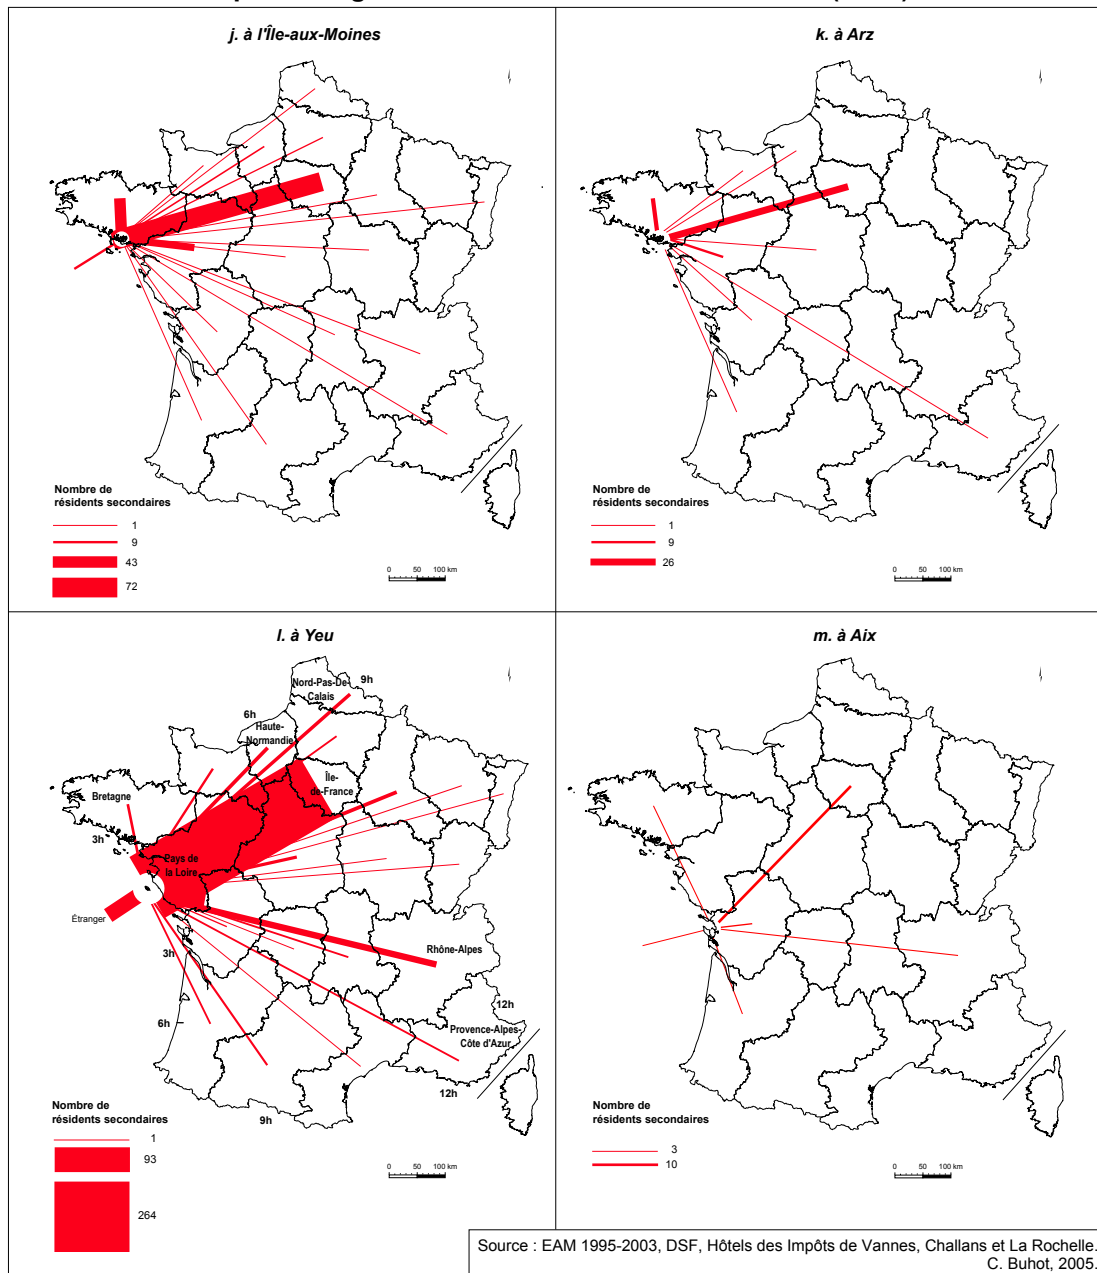 j. à l'Île-aux-Moines
k. à Arz
Nombre de
résidents secondaires
1
9
43
72
0 50 100 km
Nombre de
résidents secondaires
1
9
26
0 50 100 km
l. à Yeu
Nord-Pas-De-
Calais
9h
6h
Haute-
Normandie
Île-
de-France
Bretagne
3h
Pays de
la Loire
Étranger
3h
Rhône-Alpes
6h
12h
Provence-Alpes-
Côte d'Azur
12h
9h
Nombre de
résidents secondaires
1
93
264
0 50 100 km
m. à Aix
Nombre de
résidents secondaires
3
10
0 50 100 km
Source : EAM 1995-2003, DSF, Hôtels des Impôts de Vannes, Challans et La Rochelle.
C. Buhot, 2005.